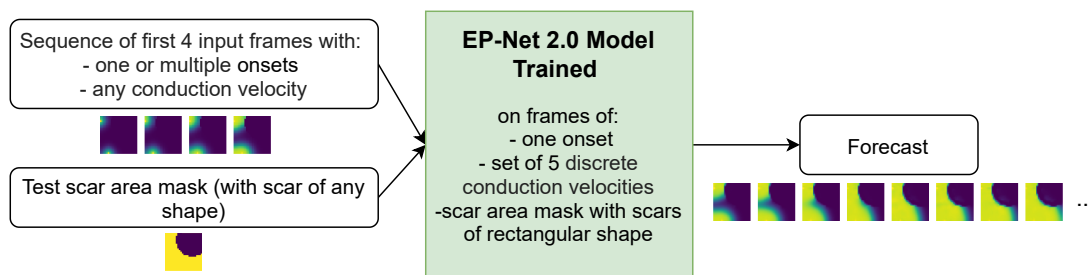 Sequence of first 4 input frames with:
- one or multiple onsets
- any conduction velocity
Test scar area mask (with scar of any
shape)
EP-Net 2.0 Model
Trained
on frames of:
- one onset
- set of 5 discrete
conduction velocities
-scar area mask with scars
of rectangular shape
Forecast
..